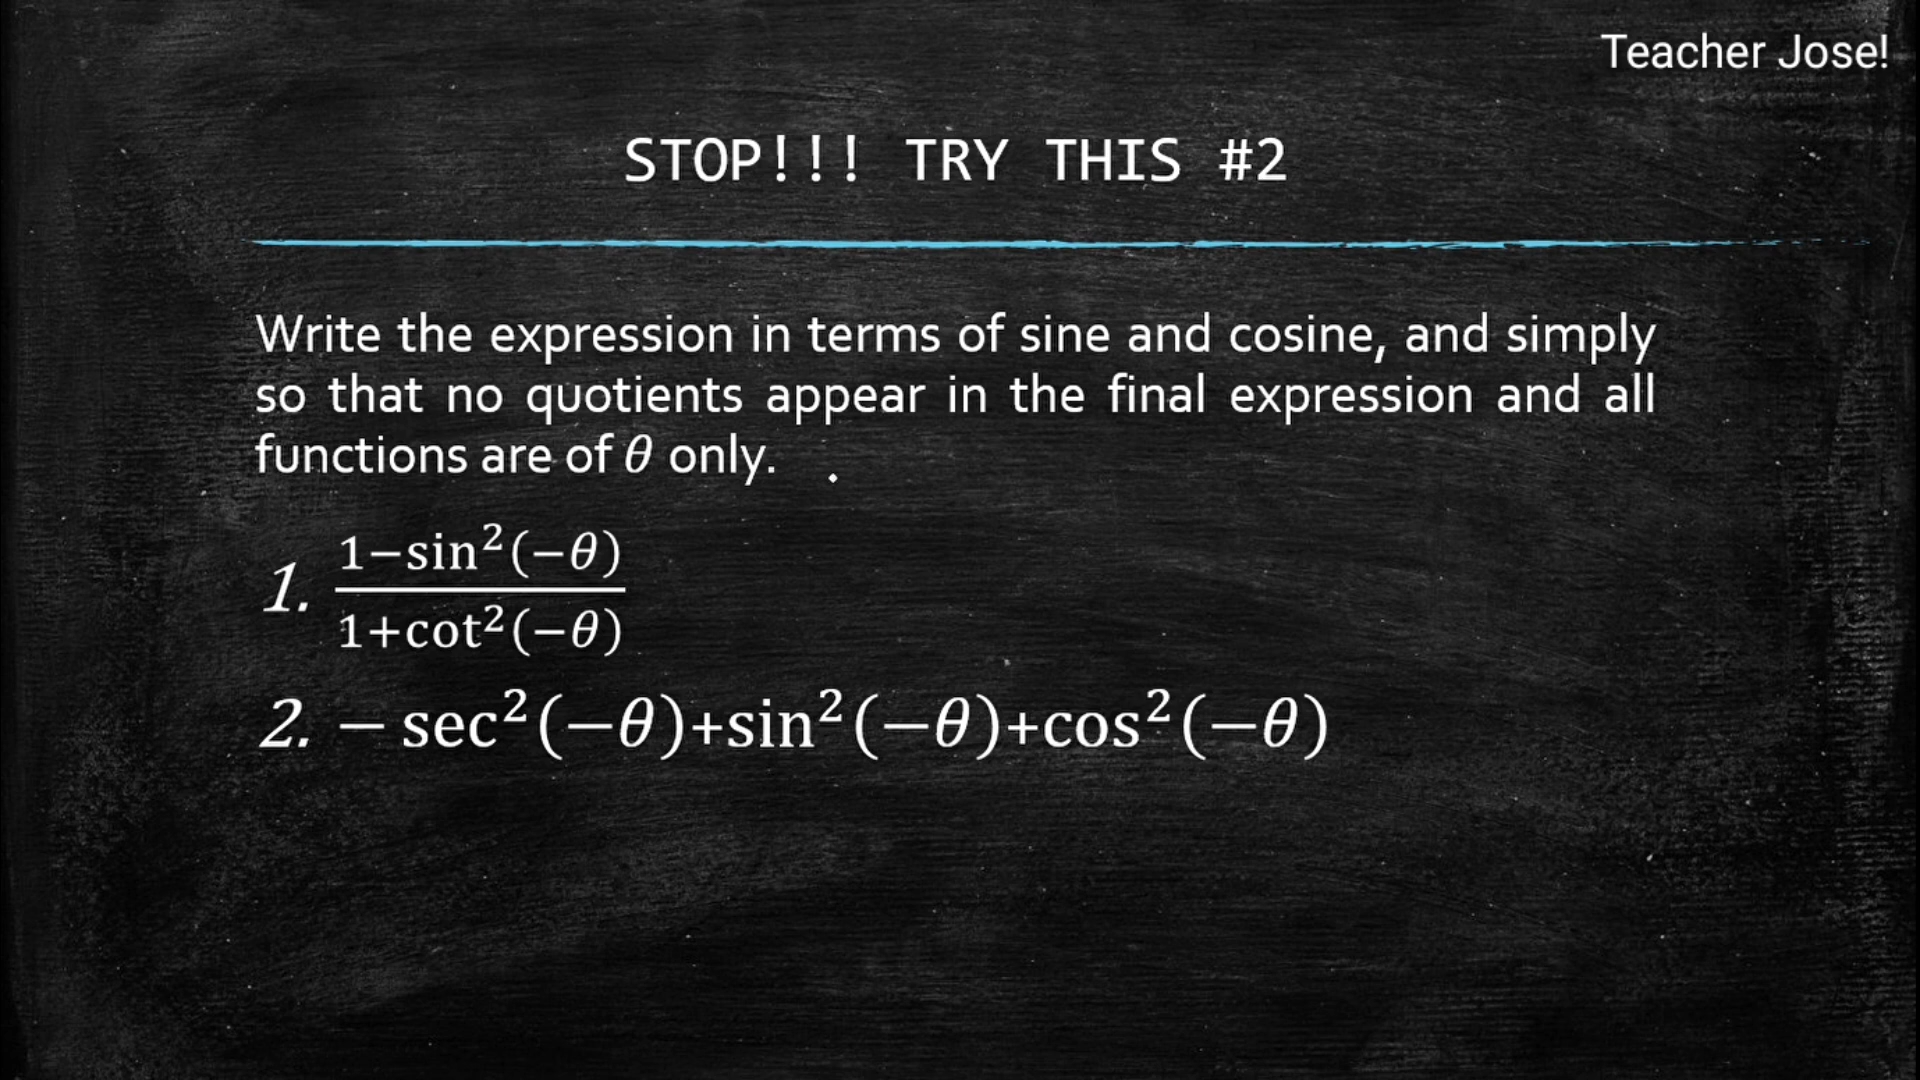 Teacher Jose!
STOP!!! TRY THIS #2
Write the expression in terms of sine and cosine, and simply
so that no quotients appear in the final expression and all
functions are of θ only.
1. \frac{1−sin²(−θ)}{1+cot²(−θ)}
2. − sec²(−θ)+sin²(−θ)+cos²(−θ)